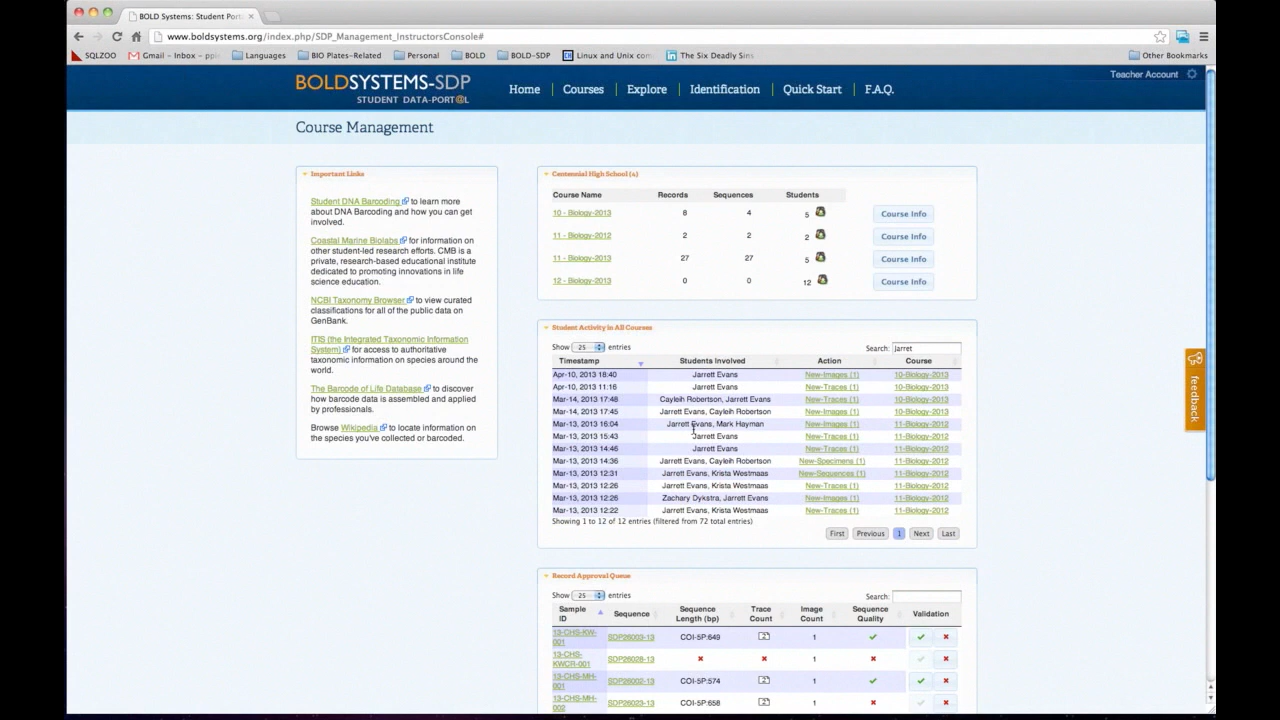 BOLD Systems: Student Port
www.boldsystems.org/index.php/SDP_Management_InstructorsConsole#
SQLZOO Gmail - Inbox - ppin Languages BIO Plates-Related Personal BOLD BOLD-SDP Linux and Unix com The Six Deadly Sins Other Bookmarks
BOLDSYSTEMS-SDP
STUDENT DATA-PORT@L
Home Courses Explore Identification Quick Start F.A.Q.
Teacher Account
Course Management
Important Links
Student DNA Barcoding to learn more
about DNA Barcoding and how you can get
involved.
Coastal Marine Biolabs for information on
other student-led research efforts. CMB is a
private, research-based educational institute
dedicated to promoting innovations in life
science education.
NCBI Taxonomy Browser to view curated
classifications for all of the public data on
GenBank.
ITIS (the Integrated Taxonomic Information
System) for access to authoritative
taxonomic information on species around the
world.
The Barcode of Life Database to discover
how barcode data is assembled and applied
by professionals.
Browse Wikipedia to locate information on
the species you've collected or barcoded.
Centennial High School (4)
Course Name Records Sequences Students
10 - Biology-2013 8 4 5 Course Info
11 - Biology-2012 2 2 2 Course Info
11 - Biology-2013 27 27 5 Course Info
12 - Biology-2013 0 0 12 Course Info
Student Activity in All Courses
Show 25 entries Search: Jarret
Timestamp Students Involved Action Course
Apr-10, 2013 18:40 Jarrett Evans New-Images (1) 10-Biology-2013
Apr-10, 2013 11:16 Jarrett Evans New-Traces (1) 10-Biology-2013
Mar-14, 2013 17:48 Cayleih Robertson, Jarrett Evans New-Images (1) 10-Biology-2013
Mar-14, 2013 17:45 Jarrett Evans, Cayleih Robertson New-Images (1) 10-Biology-2013
Mar-13, 2013 16:04 Jarrett Evans, Mark Hayman New-Images (1) 11-Biology-2012
Mar-13, 2013 15:43 Jarrett Evans New-Traces (1) 11-Biology-2012
Mar-13, 2013 14:46 Jarrett Evans New-Traces (1) 11-Biology-2012
Mar-13, 2013 14:36 Jarrett Evans, Cayleih Robertson New-Specimens (1) 11-Biology-2012
Mar-13, 2013 12:31 Jarrett Evans, Krista Westmaas New-Sequences (1) 11-Biology-2012
Mar-13, 2013 12:26 Jarrett Evans, Krista Westmaas New-Traces (1) 11-Biology-2012
Mar-13, 2013 12:26 Zachary Dykstra, Jarrett Evans New-Images (1) 11-Biology-2012
Mar-13, 2013 12:22 Jarrett Evans, Krista Westmaas New-Traces (1) 11-Biology-2012
Showing 1 to 12 of 12 entries (filtered from 72 total entries)
First Previous 1 Next Last
Record Approval Queue
Show 25 entries Search:
Sample ID Sequence Sequence Length (bp) Trace Count Image Count Sequence Quality Validation
13-CHS-KW-001 SDP26003-13 COI-5P:649 2 1
13-CHS-KWCR-001 SDP26028-13 1
13-CHS-MH-001 SDP26002-13 COI-5P:574 2 1
13-CHS-MH-002 SDP26023-13 COI-5P:658 2 1
feedback